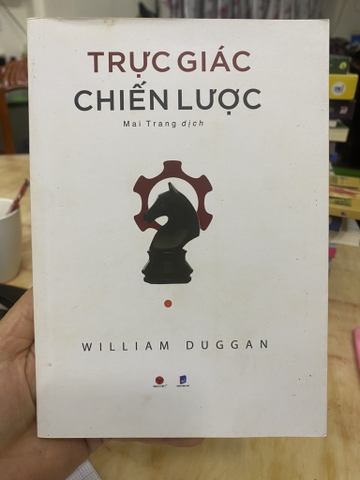 TRỰC GIÁC
CHIẾN LƯỢC
Mai Trang dịch
WILLIAM DUGGAN